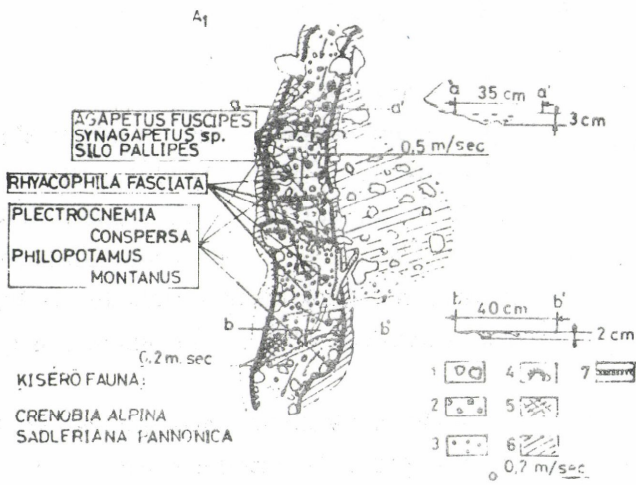 A1
a
a'
a
35 cm
a'
3 cm
AGAPETUS FUSCIPES
SYNAGAPETUS sp.
SILO PALLIPES
0,5 m/sec
RHYACOPHILA FASCIATA
PLECTROCNEMIA
CONSPERSA
PHILOPOTAMUS
MONTANUS
b
b'
40 cm
b'
2 cm
0,2 m. sec
KISÉRŐ FAUNA:
CRENOBIA ALPINA
SADLERIANA PANNONICA
1
4
7
2
5
3
6
0,7 m/sec